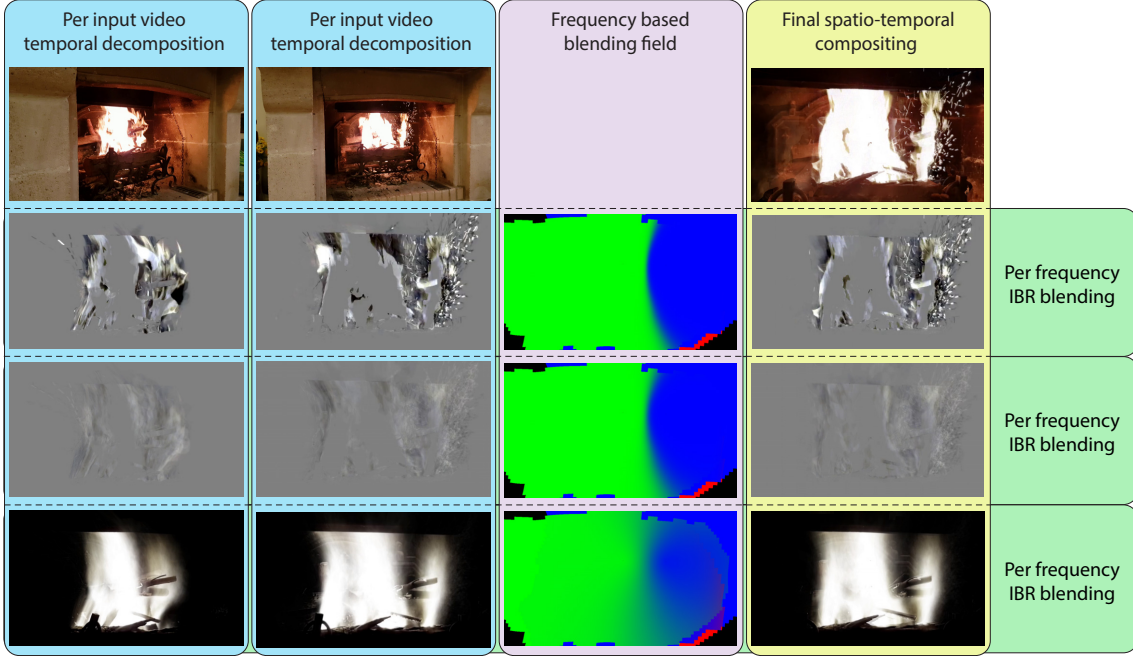 Per input video
temporal decomposition
Per input video
temporal decomposition
Frequency based
blending field
Final spatio-temporal
compositing
Per frequency
IBR blending
Per frequency
IBR blending
Per frequency
IBR blending